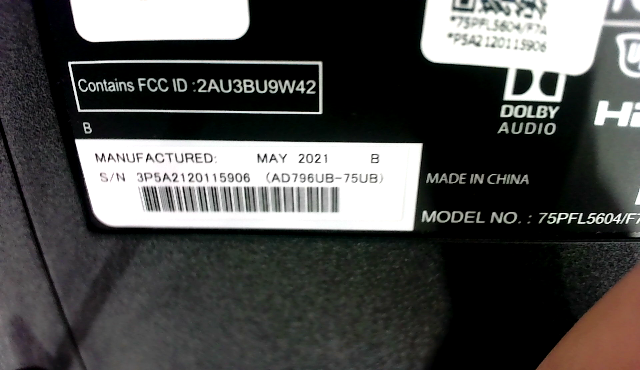 *75PFL5604/F7A
*P5A2120115906
Contains FCC ID :2AU3BU9W42
DOLBY
AUDIO
B
MANUFACTURED: MAY 2021 B
S/N 3P5A2120115906 (AD796UB-75UB)
MADE IN CHINA
MODEL NO. : 75PFL5604/F7